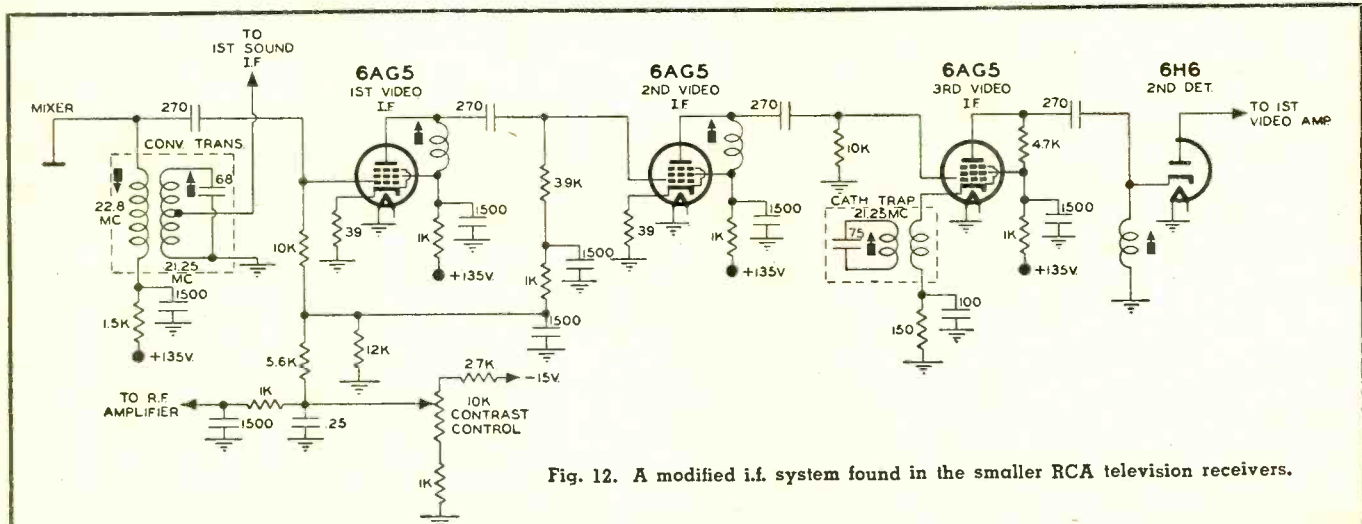 TO
1ST SOUND
I.F
MIXER
270
CONV. TRANS.
68
22.8
MC
21.25
MC
1500
1.5K
+135V.
10K
6AG5
1ST VIDEO
I.F
39
270
1500
1K
+135V.
3.9K
1500
1K
1500
6AG5
2ND VIDEO
I.F
39
270
1500
1K
+135V.
10K
CATH TRAP
21.25MC
75
100
150
6AG5
3RD VIDEO
I.F
4.7K
270
1500
1K
+135V.
6H6
2ND DET.
TO 1ST
VIDEO AMP.
5.6K
12K
TO R.F.
AMPLIFIER
1K
1500
.25
27K
-15V.
10K
CONTRAST
CONTROL
1K
Fig. 12. A modified i.f. system found in the smaller RCA television receivers.